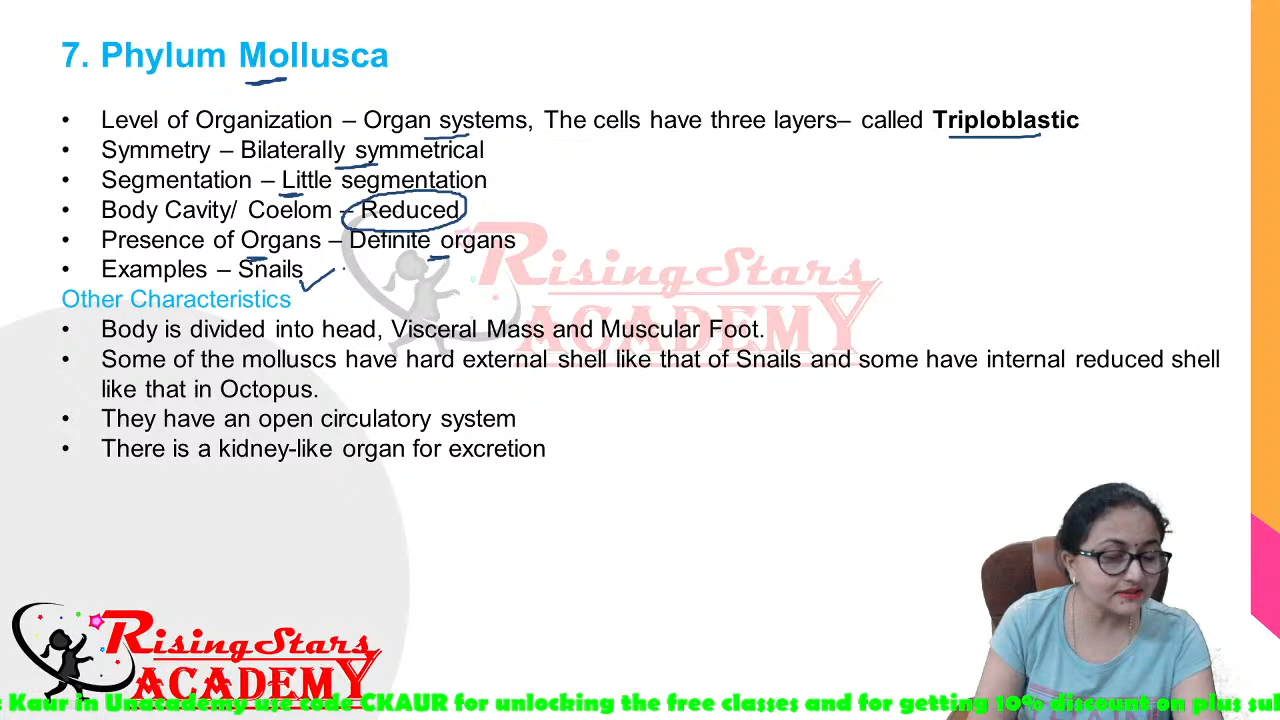 7. Phylum Mollusca
• Level of Organization – Organ systems, The cells have three layers– called Triploblastic
• Symmetry – Bilaterally symmetrical
• Segmentation – Little segmentation
• Body Cavity/ Coelom – Reduced
• Presence of Organs – Definite organs
• Examples – Snails
Other Characteristics
• Body is divided into head, Visceral Mass and Muscular Foot.
• Some of the molluscs have hard external shell like that of Snails and some have internal reduced shell
like that in Octopus.
• They have an open circulatory system
• There is a kidney-like organ for excretion
RisingStars
ACADEMY
RisingStars
ACADEMY
Kaur in Unacademy use code CKAUR for unlocking the free classes and for getting 10% discount on plus